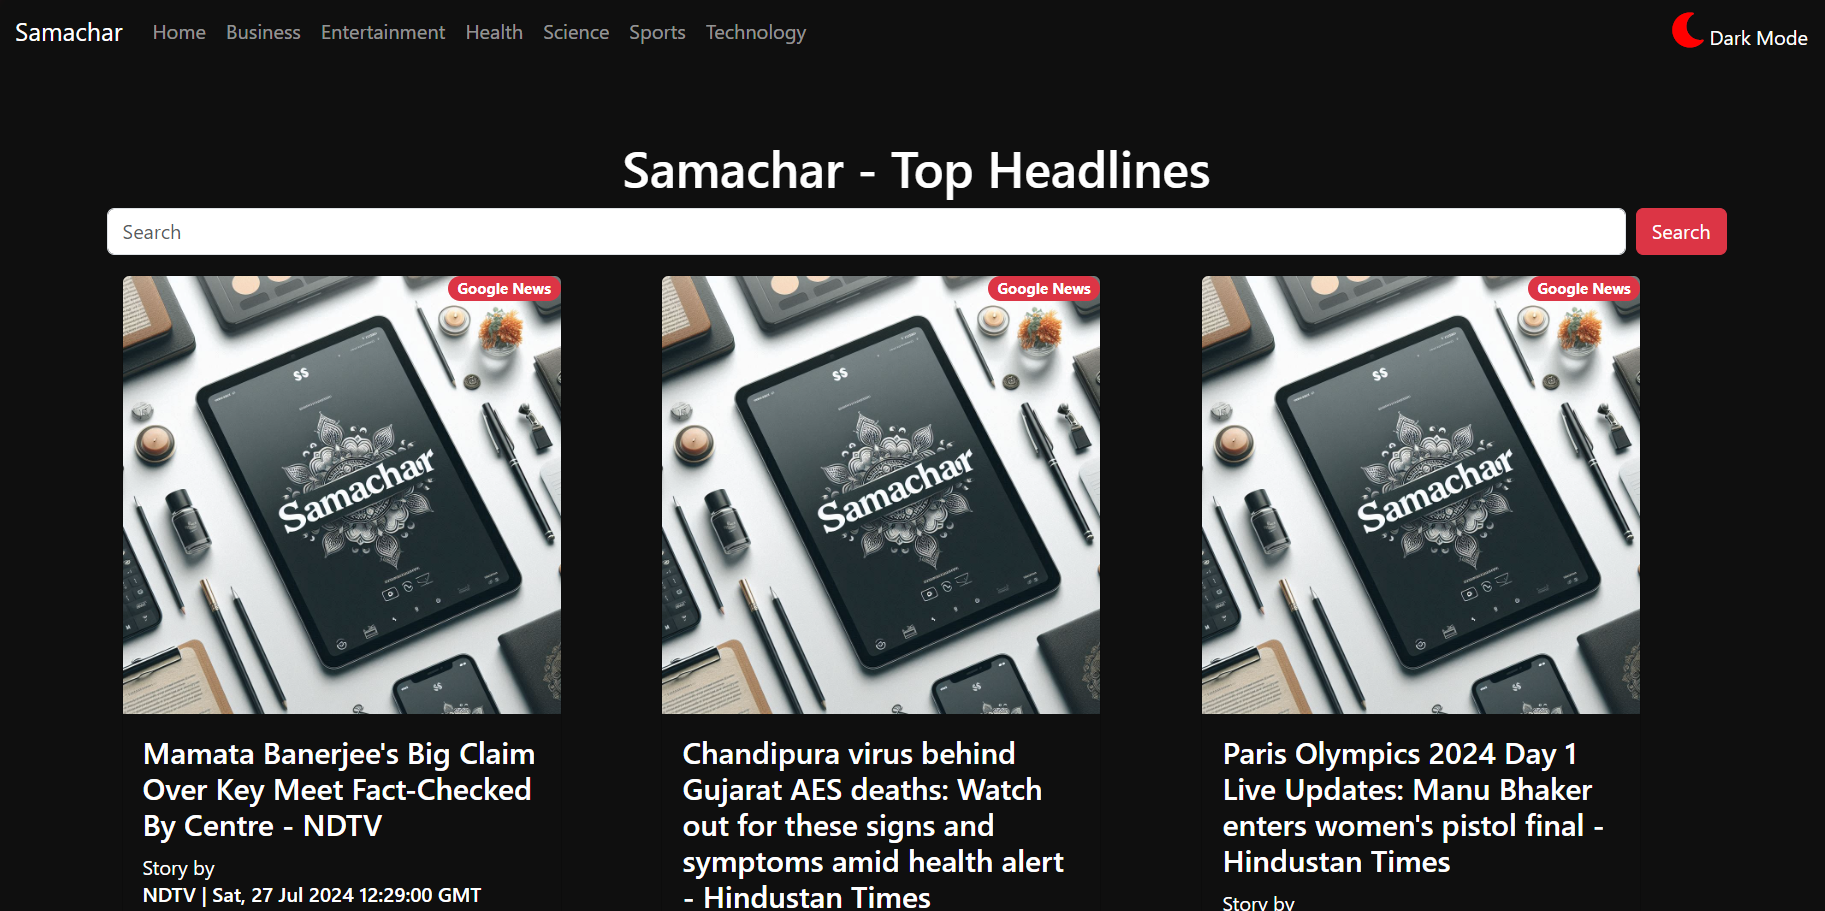 Samachar Home Business Entertainment Health Science Sports Technology Dark Mode
Samachar - Top Headlines
Search Search
Google News
$$
Samachar
$$
Mamata Banerjee's Big Claim
Over Key Meet Fact-Checked
By Centre - NDTV
Story by
NDTV | Sat, 27 Jul 2024 12:29:00 GMT
Google News
$$
Samachar
$$
Chandipura virus behind
Gujarat AES deaths: Watch
out for these signs and
symptoms amid health alert
- Hindustan Times
Google News
$$
Samachar
$$
Paris Olympics 2024 Day 1
Live Updates: Manu Bhaker
enters women's pistol final -
Hindustan Times
Story by